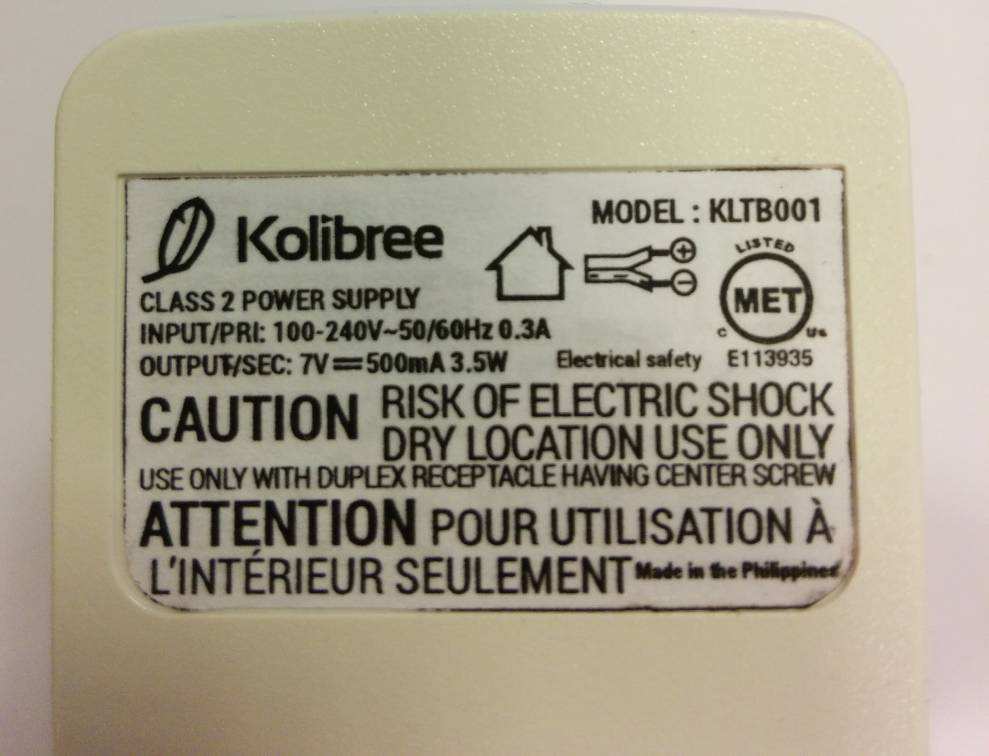 Kolibree
MODEL : KLTB001
LISTED
MET
C US
CLASS 2 POWER SUPPLY
INPUT/PRI: 100-240V~50/60Hz 0.3A
OUTPUT/SEC: 7V⎓500mA 3.5W
Electrical safety E113935
CAUTION RISK OF ELECTRIC SHOCK
DRY LOCATION USE ONLY
USE ONLY WITH DUPLEX RECEPTACLE HAVING CENTER SCREW
ATTENTION POUR UTILISATION À
L'INTÉRIEUR SEULEMENT Made in the Philippines